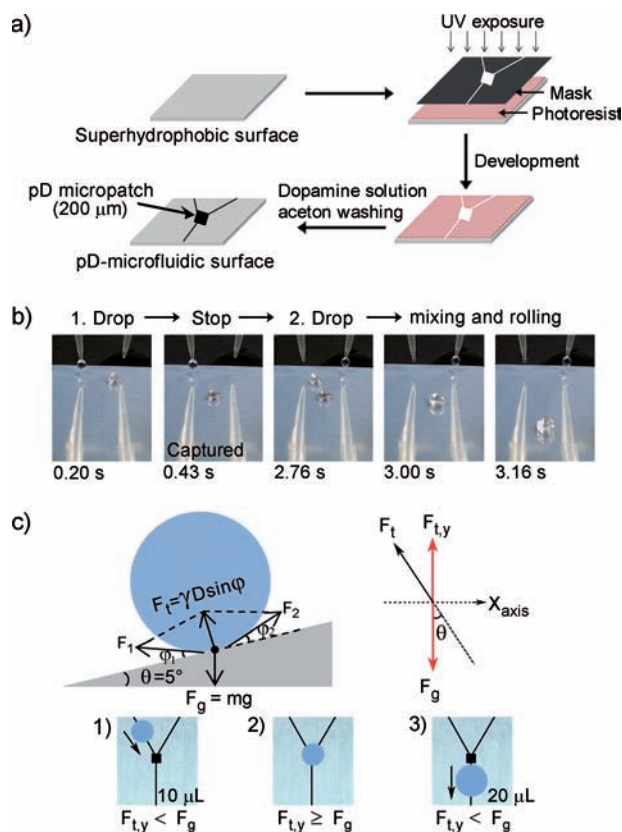 a)
UV exposure
Mask
Photoresist
Superhydrophobic surface
Development
pD micropatch
(200 μm)
Dopamine solution
aceton washing
pD-microfluidic surface
b)
1. Drop
Stop
2. Drop
mixing and rolling
Captured
0.20 s
0.43 s
2.76 s
3.00 s
3.16 s
c)
Ft=γDsinφ
F1
F2
φ1
φ2
θ=5°
Fg = mg
Ft
Ft,y
Xaxis
θ
Fg
1)
10 μL
Ft,y < Fg
2)
Ft,y ≥ Fg
3)
20 μL
Ft,y < Fg